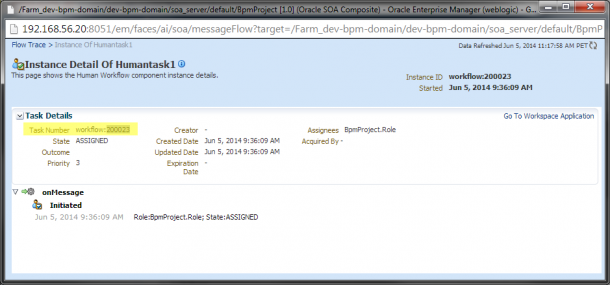 /Farm_dev-bpm-domain/dev-bpm-domain/soa_server/default/BpmProject [1.0] (Oracle SOA Composite) - Oracle Enterprise Manager (weblogic) - G...
192.168.56.20:8051/em/faces/ai/soa/messageFlow?target=/Farm_dev-bpm-domain/dev-bpm-domain/soa_server/default/BpmP
Flow Trace > Instance Of Humantask1
Data Refreshed Jun 5, 2014 11:17:58 AM PET
Instance Detail Of Humantask1
This page shows the Human Workflow component instance details.
Instance ID workflow:200023
Started Jun 5, 2014 9:36:09 AM
Task Details
Go To Workspace Application
Task Number workflow:200023 Creator - Assignees BpmProject.Role
State ASSIGNED Created Date Jun 5, 2014 9:36:09 AM Acquired By -
Outcome Updated Date Jun 5, 2014 9:36:09 AM
Priority 3 Expiration Date -
onMessage
Initiated
Jun 5, 2014 9:36:09 AM Role:BpmProject.Role; State:ASSIGNED